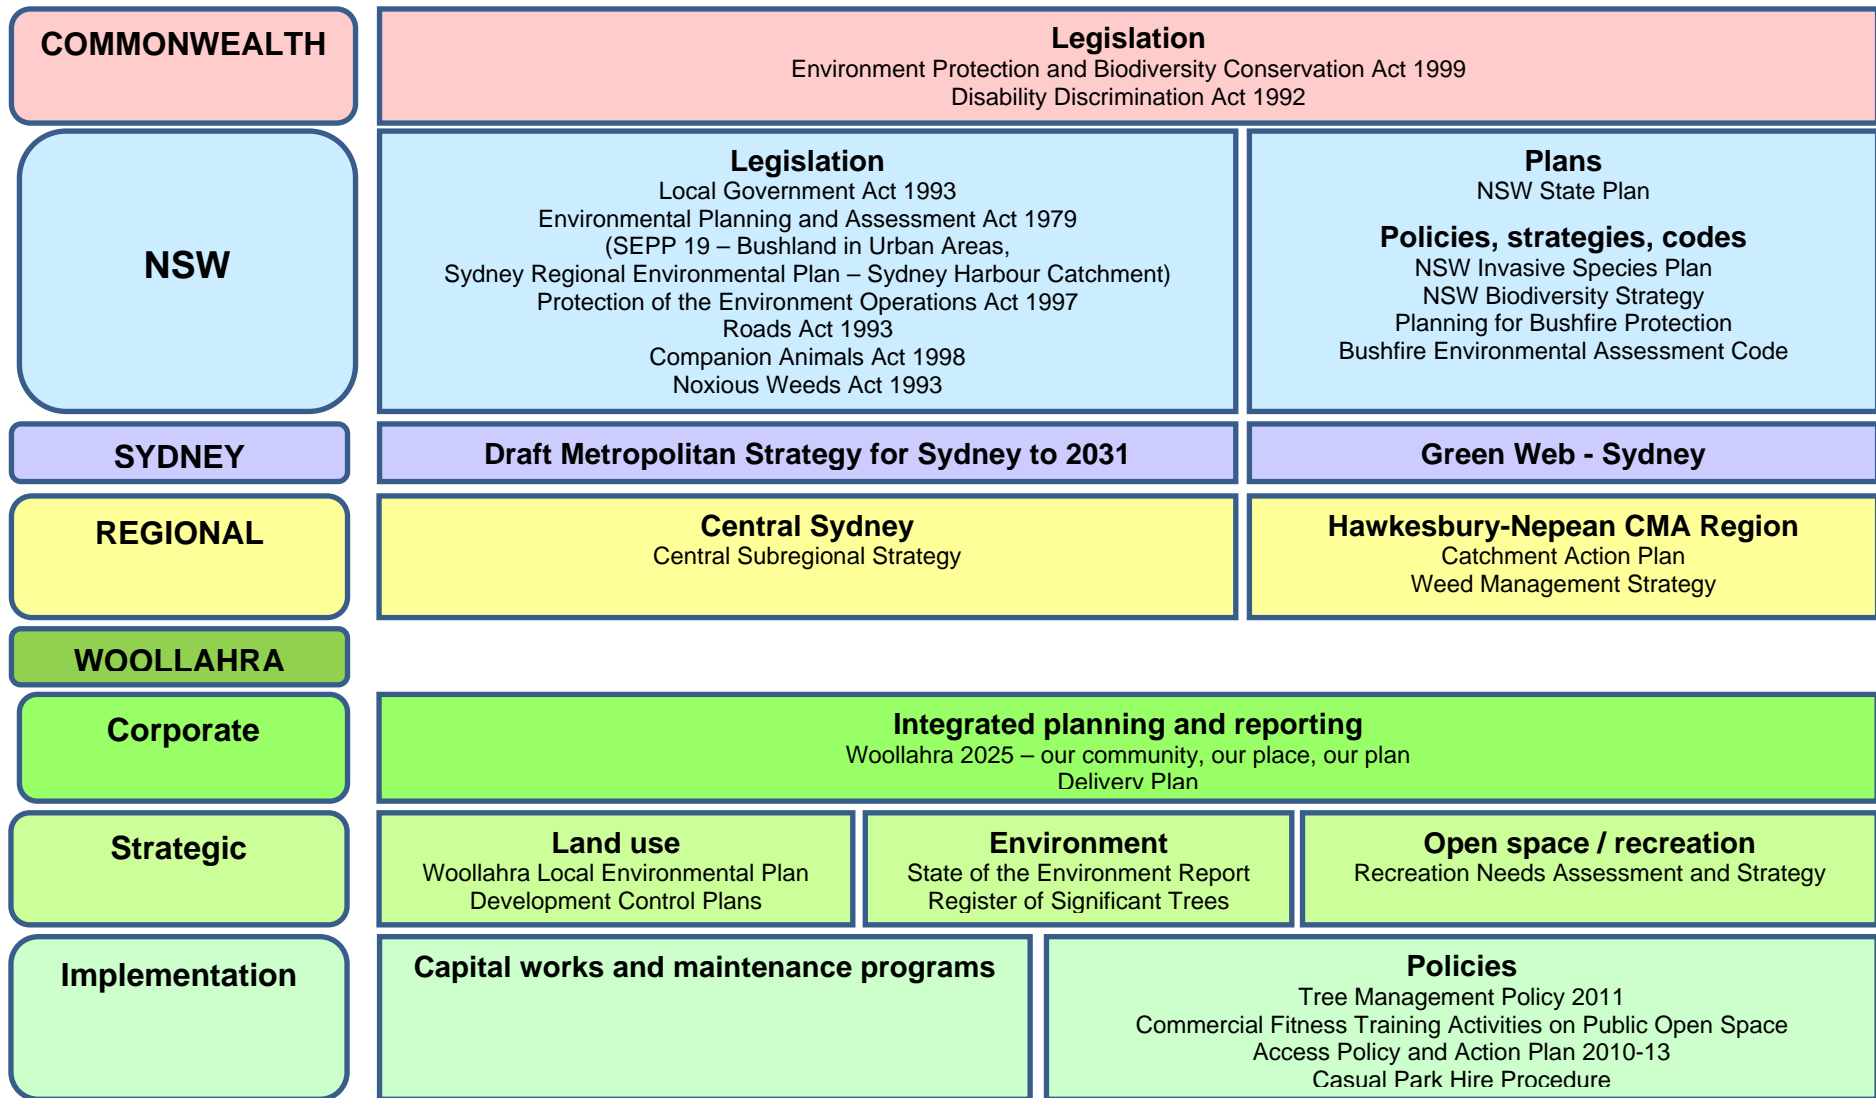 COMMONWEALTH
Legislation
Environment Protection and Biodiversity Conservation Act 1999
Disability Discrimination Act 1992
NSW
Legislation
Local Government Act 1993
Environmental Planning and Assessment Act 1979
(SEPP 19 – Bushland in Urban Areas,
Sydney Regional Environmental Plan – Sydney Harbour Catchment)
Protection of the Environment Operations Act 1997
Roads Act 1993
Companion Animals Act 1998
Noxious Weeds Act 1993
Plans
NSW State Plan
Policies, strategies, codes
NSW Invasive Species Plan
NSW Biodiversity Strategy
Planning for Bushfire Protection
Bushfire Environmental Assessment Code
SYDNEY
Draft Metropolitan Strategy for Sydney to 2031
Green Web - Sydney
REGIONAL
Central Sydney
Central Subregional Strategy
Hawkesbury-Nepean CMA Region
Catchment Action Plan
Weed Management Strategy
WOOLLAHRA
Corporate
Integrated planning and reporting
Woollahra 2025 – our community, our place, our plan
Delivery Plan
Strategic
Land use
Woollahra Local Environmental Plan
Development Control Plans
Environment
State of the Environment Report
Register of Significant Trees
Open space / recreation
Recreation Needs Assessment and Strategy
Implementation
Capital works and maintenance programs
Policies
Tree Management Policy 2011
Commercial Fitness Training Activities on Public Open Space
Access Policy and Action Plan 2010-13
Casual Park Hire Procedure